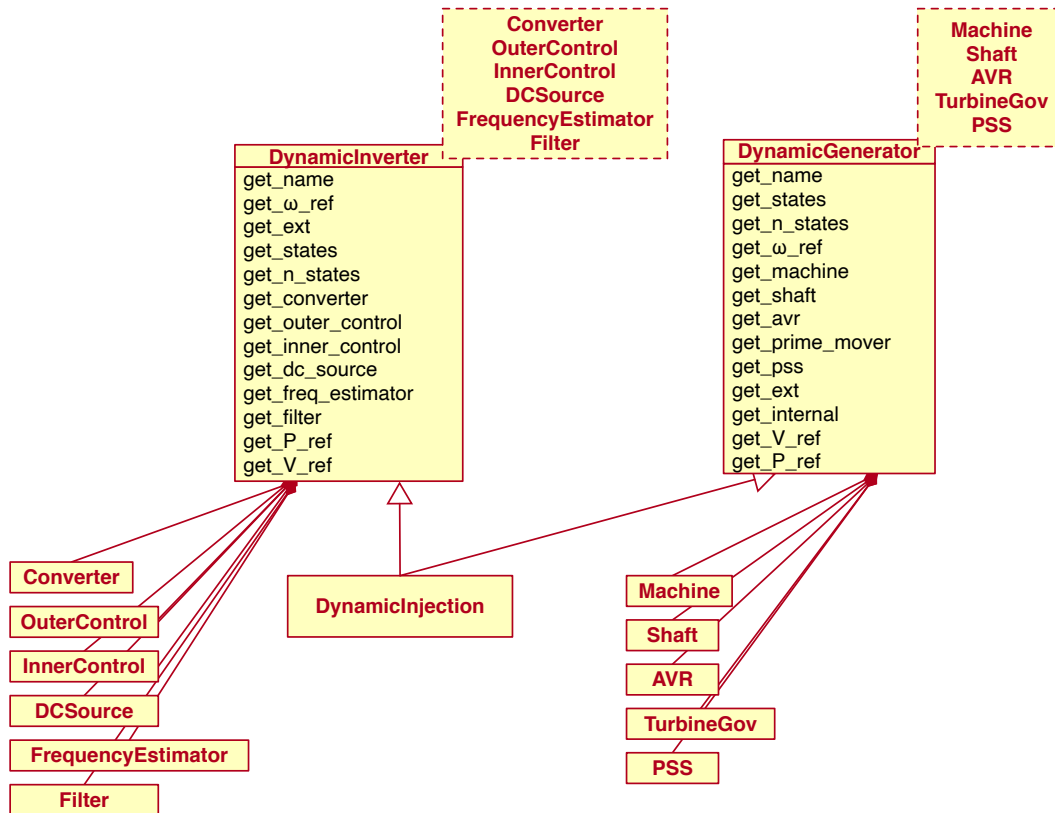 Converter
OuterControl
InnerControl
DCSource
FrequencyEstimator
Filter
DynamicInverter
get_name
get_ω_ref
get_ext
get_states
get_n_states
get_converter
get_outer_control
get_inner_control
get_dc_source
get_freq_estimator
get_filter
get_P_ref
get_V_ref
Machine
Shaft
AVR
TurbineGov
PSS
DynamicGenerator
get_name
get_states
get_n_states
get_ω_ref
get_machine
get_shaft
get_avr
get_prime_mover
get_pss
get_ext
get_internal
get_V_ref
get_P_ref
Converter
OuterControl
InnerControl
DCSource
FrequencyEstimator
Filter
DynamicInjection
Machine
Shaft
AVR
TurbineGov
PSS